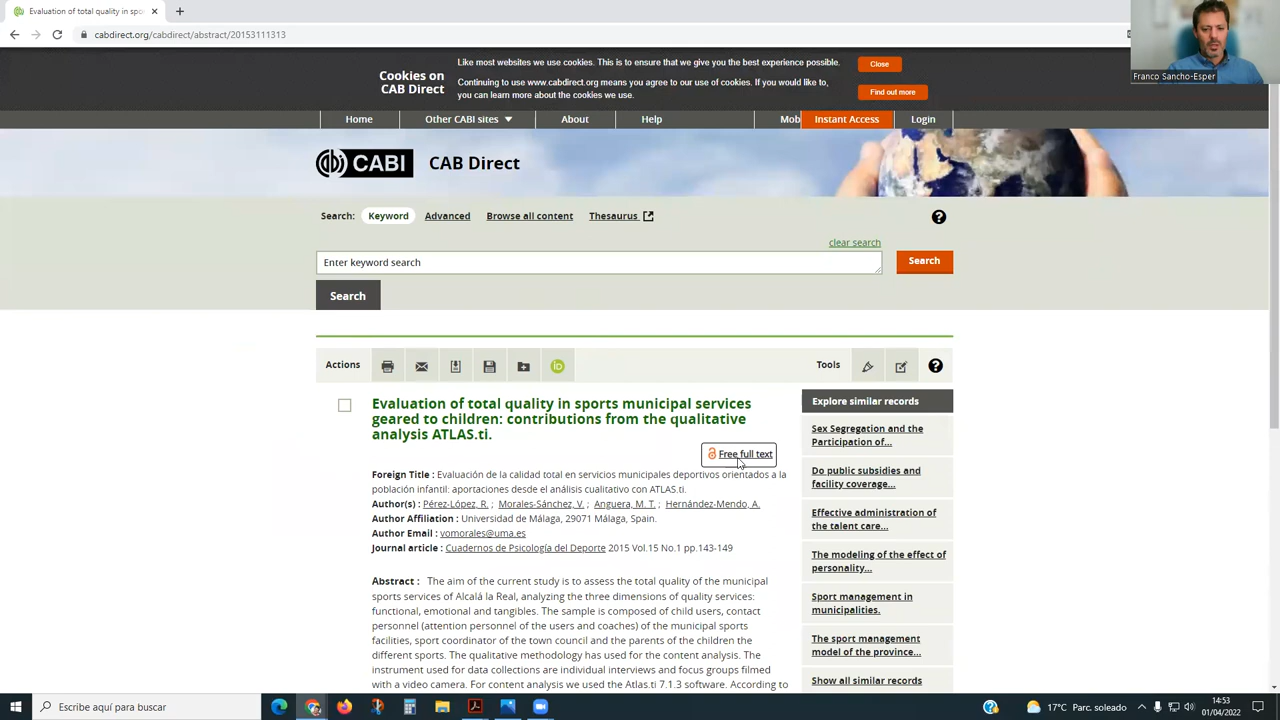 Evaluation of total quality in spo
cabdirect.org/cabdirect/abstract/20153111313
Franco Sancho-Esper
Cookies on
CAB Direct
Like most websites we use cookies. This is to ensure that we give you the best experience possible.
Continuing to use www.cabdirect.org means you agree to our use of cookies. If you would like to,
you can learn more about the cookies we use.
Close
Find out more
Home
Other CABI sites
About
Help
Mob
Instant Access
Login
CABI
CAB Direct
Search:
Keyword
Advanced
Browse all content
Thesaurus
?
clear search
Enter keyword search
Search
Search
Actions
iD
Tools
?
Evaluation of total quality in sports municipal services
geared to children: contributions from the qualitative
analysis ATLAS.ti.
Free full text
Foreign Title : Evaluación de la calidad total en servicios municipales deportivos orientados a la
población infantil: aportaciones desde el análisis cualitativo con ATLAS.ti.
Author(s) : Pérez-López, R. ; Morales-Sánchez, V. ; Anguera, M. T. ; Hernández-Mendo, A.
Author Affiliation : Universidad de Málaga, 29071 Málaga, Spain.
Author Email : vomorales@uma.es
Journal article : Cuadernos de Psicología del Deporte 2015 Vol.15 No.1 pp.143-149
Abstract : The aim of the current study is to assess the total quality of the municipal
sports services of Alcalá la Real, analyzing the three dimensions of quality services:
functional, emotional and tangibles. The sample is composed of child users, contact
personnel (attention personnel of the users and coaches) of the municipal sports
facilities, sport coordinator of the town council and the parents of the children the
different sports. The qualitative methodology has used for the content analysis. The
instrument used for data collections are individual interviews and focus groups filmed
with a video camera. For content analysis we used the Atlas.ti 7.1.3 software. According to
Explore similar records
Sex Segregation and the
Participation of...
Do public subsidies and
facility coverage...
Effective administration of
the talent care...
The modeling of the effect of
personality...
Sport management in
municipalities.
The sport management
model of the province...
Show all similar records
Escribe aquí para buscar
17°C Parc. soleado
14:53
01/04/2022